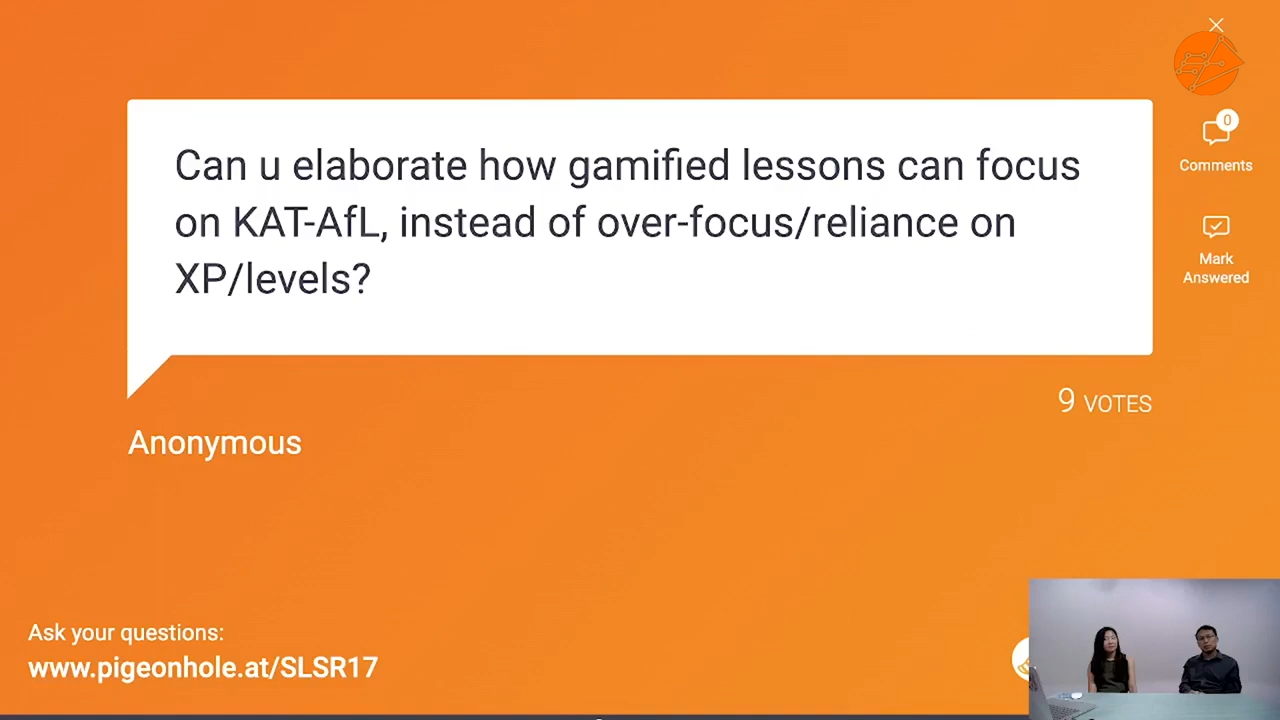 Can u elaborate how gamified lessons can focus
on KAT-AfL, instead of over-focus/reliance on
XP/levels?
0
Comments
Mark
Answered
9 VOTES
Anonymous
Ask your questions:
www.pigeonhole.at/SLSR17